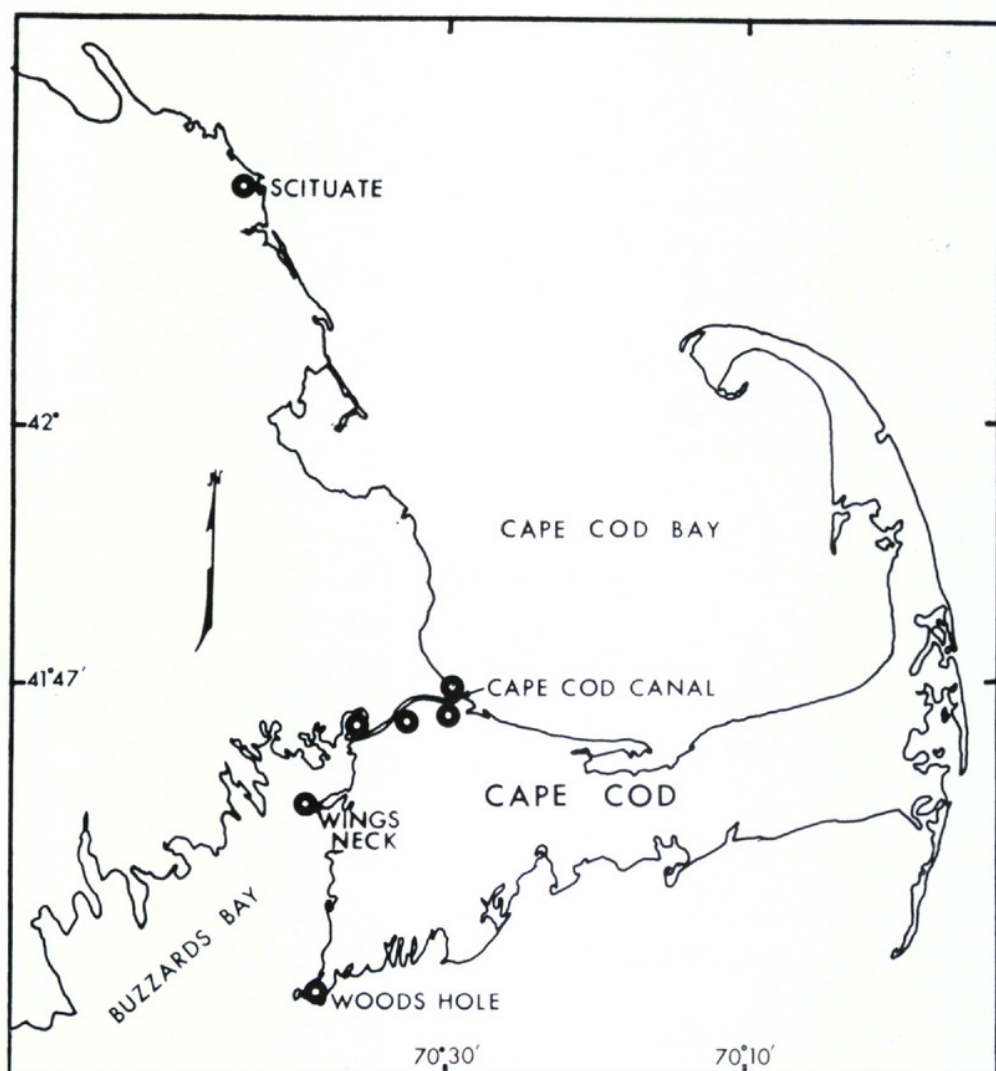 SCITUATE
42°
N
CAPE COD BAY
41°47'
CAPE COD CANAL
CAPE COD
WINGS
NECK
BUZZARDS BAY
WOODS HOLE
70°30'
70°10'